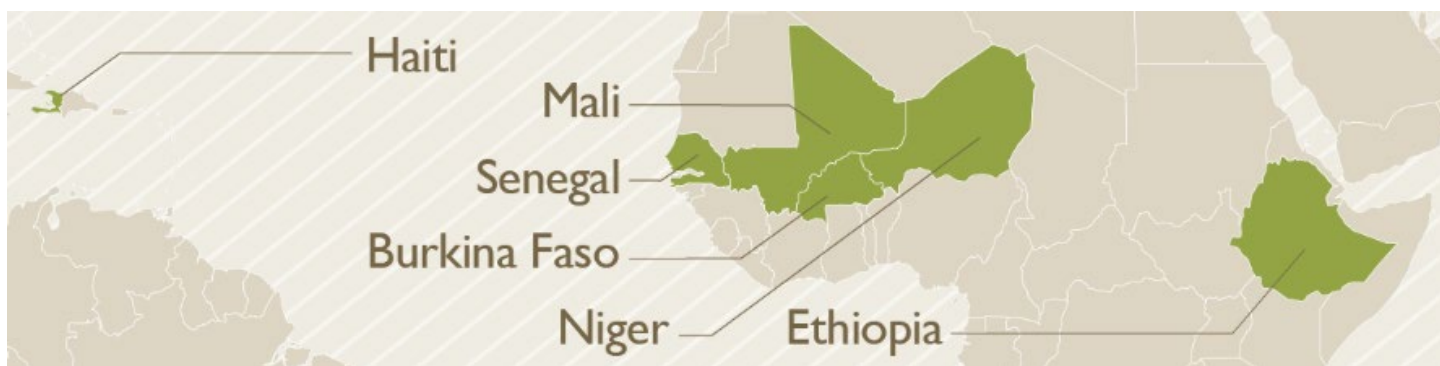 Haiti
Mali
Senegal
Burkina Faso
Niger
Ethiopia